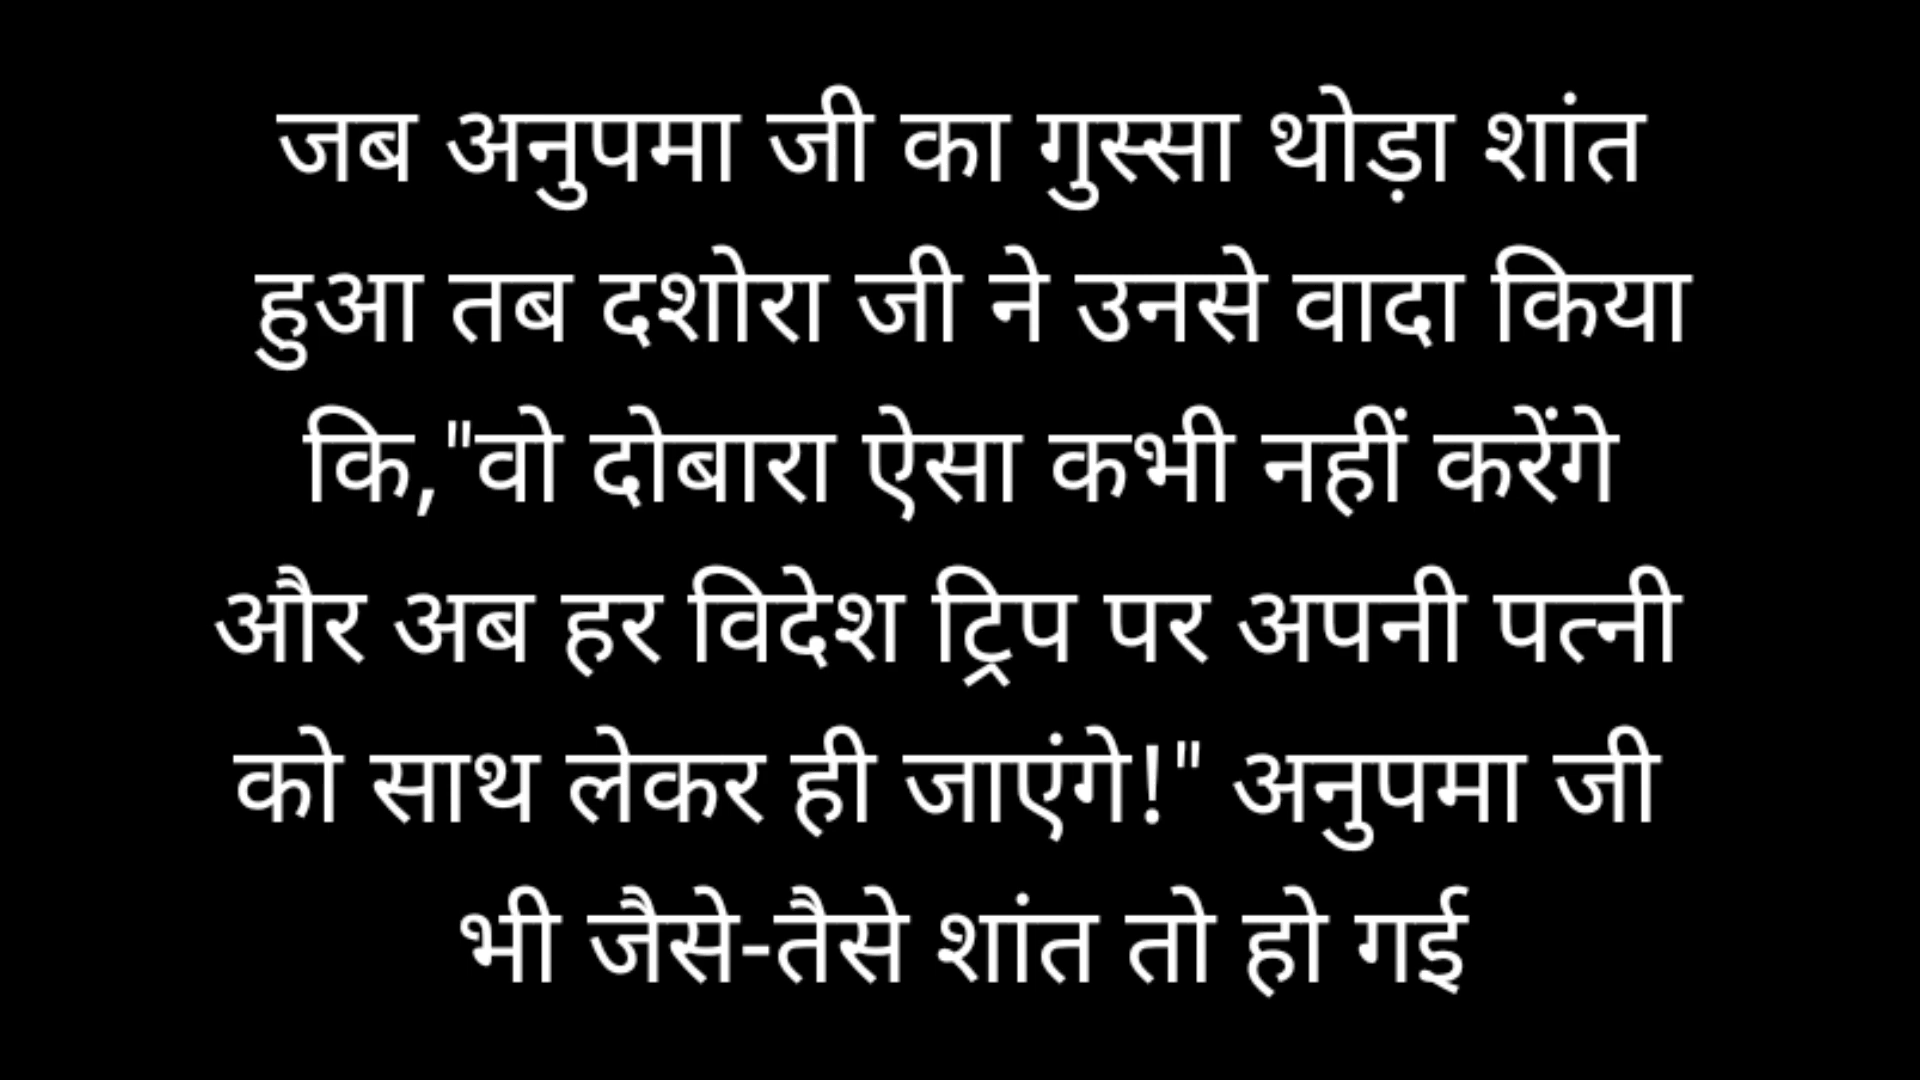 जब अनुपमा जी का गुस्सा थोड़ा शांत
हुआ तब दशोरा जी ने उनसे वादा किया
कि,"वो दोबारा ऐसा कभी नहीं करेंगे
और अब हर विदेश ट्रिप पर अपनी पत्नी
को साथ लेकर ही जाएंगे!" अनुपमा जी
भी जैसे-तैसे शांत तो हो गई